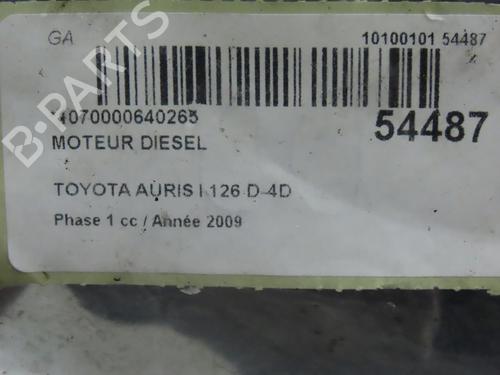 GA
10100101 54487
4070000640265
54487
MOTEUR DIESEL
TOYOTA AURIS I 126 D-4D
Phase 1 cc / Année 2009
B-PARTS